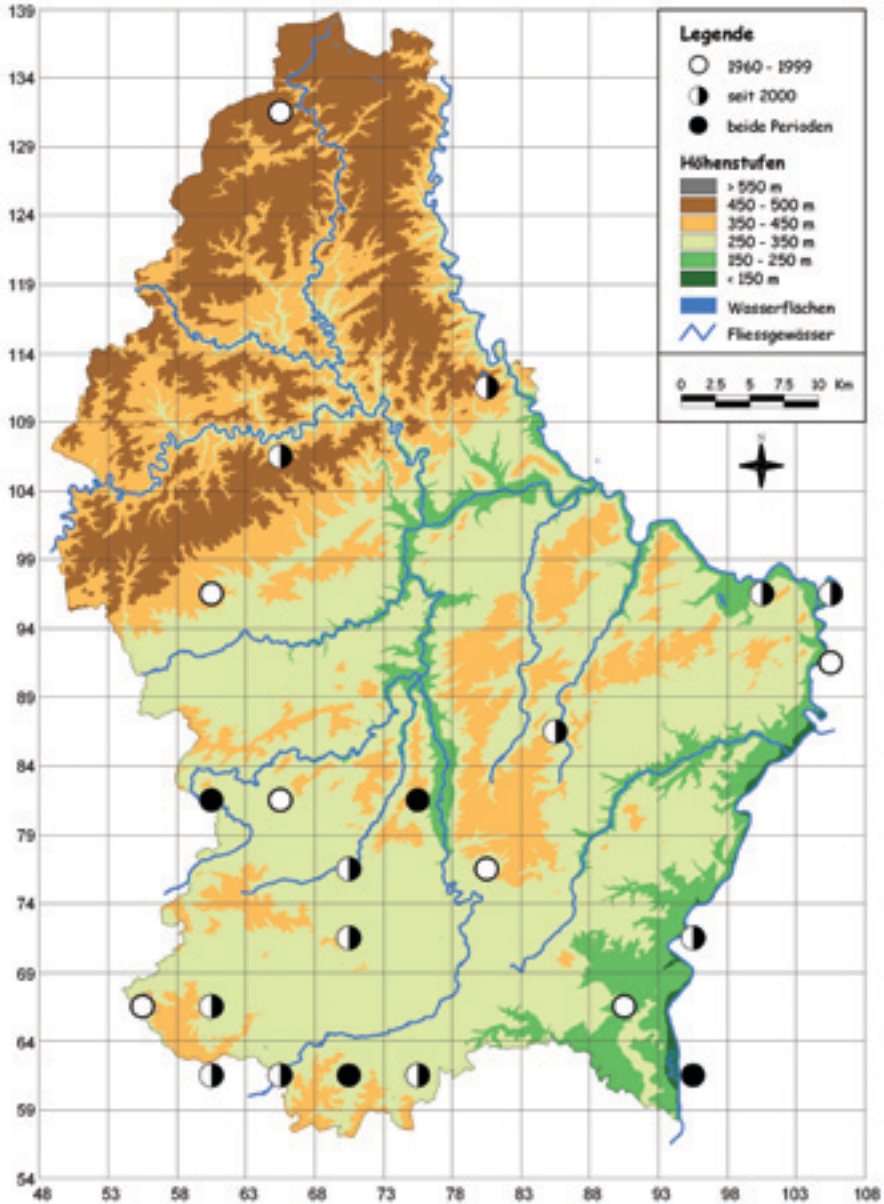 139
134
129
124
119
114
109
104
99
94
89
84
79
74
69
64
59
54
48 53 58 63 68 73 78 83 88 93 98 103 108
Legende
1960 - 1999
seit 2000
beide Perioden
Höhenstufen
> 550 m
450 - 500 m
350 - 450 m
250 - 350 m
150 - 250 m
< 150 m
Wasserflächen
Fliessgewässer
0 2.5 5 7.5 10 Km
N